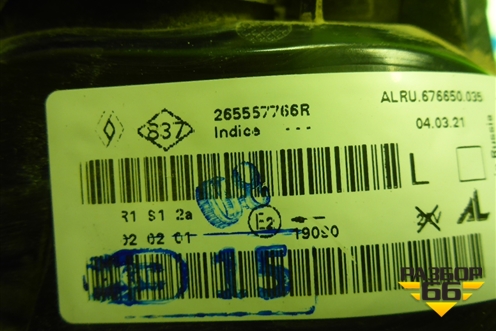 ALRU.676650.035
837 265557766R
Indice --- 04.03.21
Russia
L
R1 S1 2a
E2
02 02 01
AL
15
РАЗБОР
66